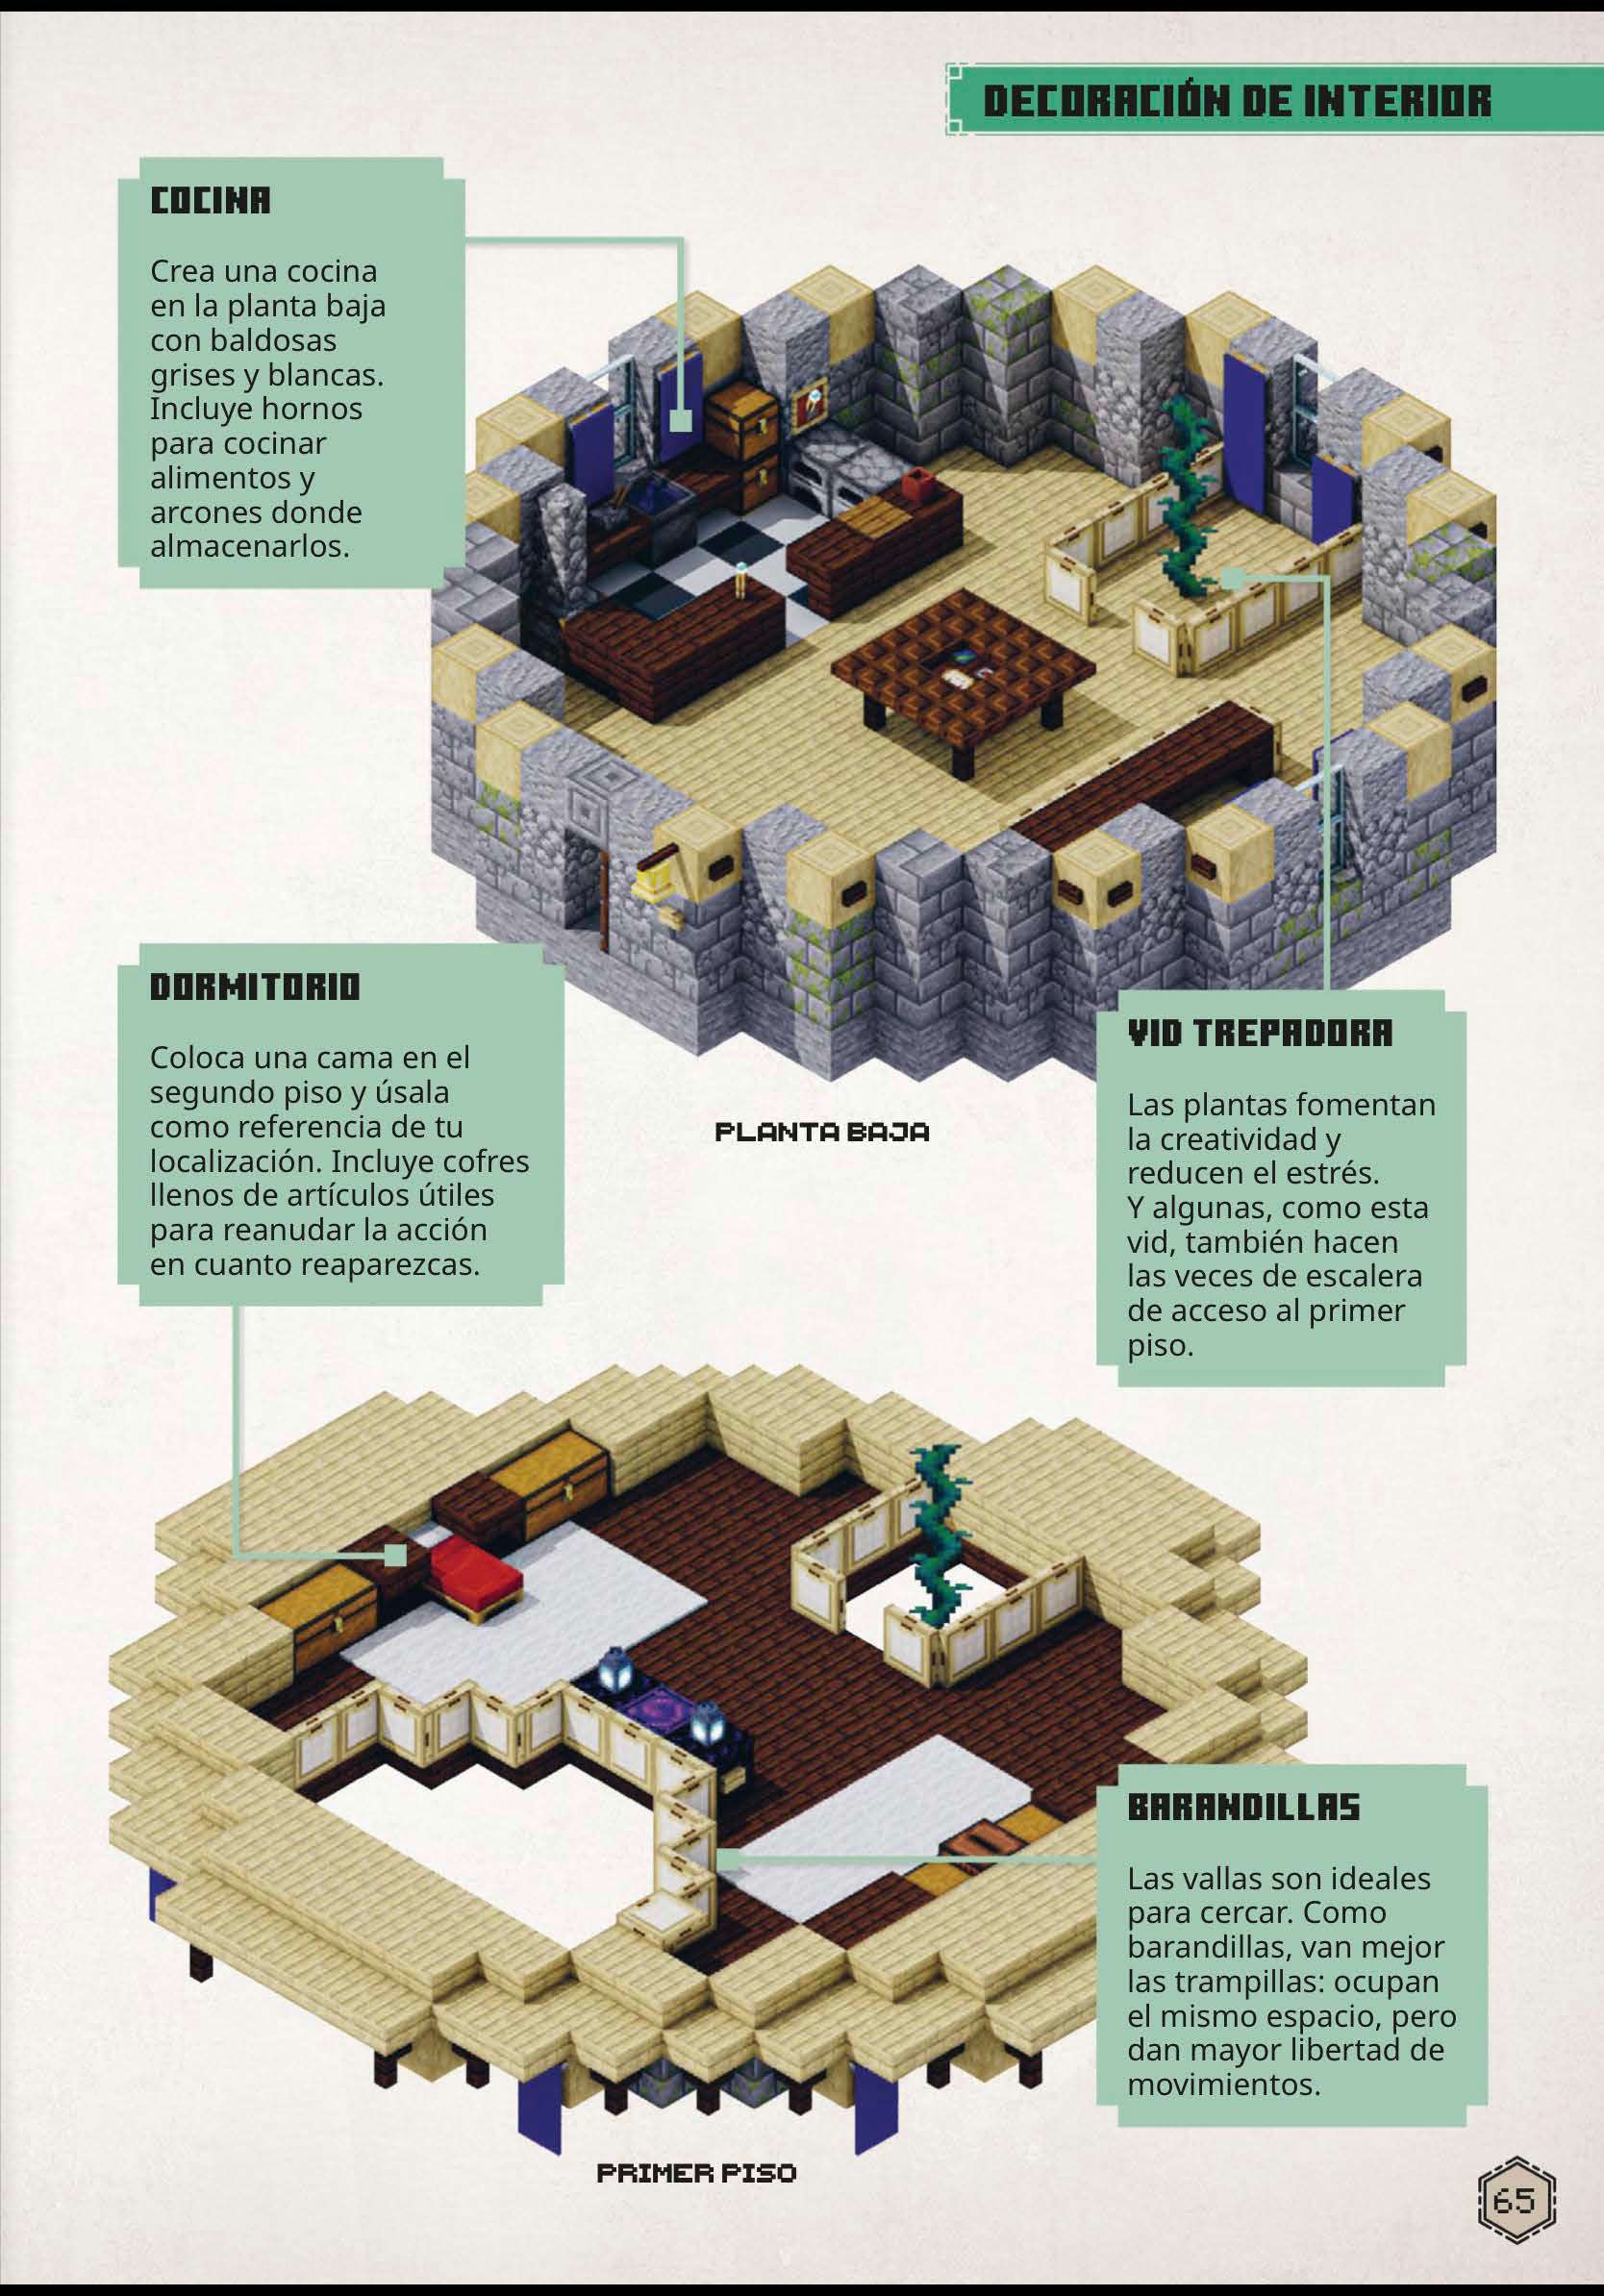 DECORACIÓN DE INTERIOR
COCINA
Crea una cocina
en la planta baja
con baldosas
grises y blancas.
Incluye hornos
para cocinar
alimentos y
arcones donde
almacenarlos.
DORMITORIO
Coloca una cama en el
segundo piso y úsala
como referencia de tu
localización. Incluye cofres
llenos de artículos útiles
para reanudar la acción
en cuanto reaparezcas.
PLANTA BAJA
VID TREPADORA
Las plantas fomentan
la creatividad y
reducen el estrés.
Y algunas, como esta
vid, también hacen
las veces de escalera
de acceso al primer
piso.
BARANDILLAS
Las vallas son ideales
para cercar. Como
barandillas, van mejor
las trampillas: ocupan
el mismo espacio, pero
dan mayor libertad de
movimientos.
PRIMER PISO
65